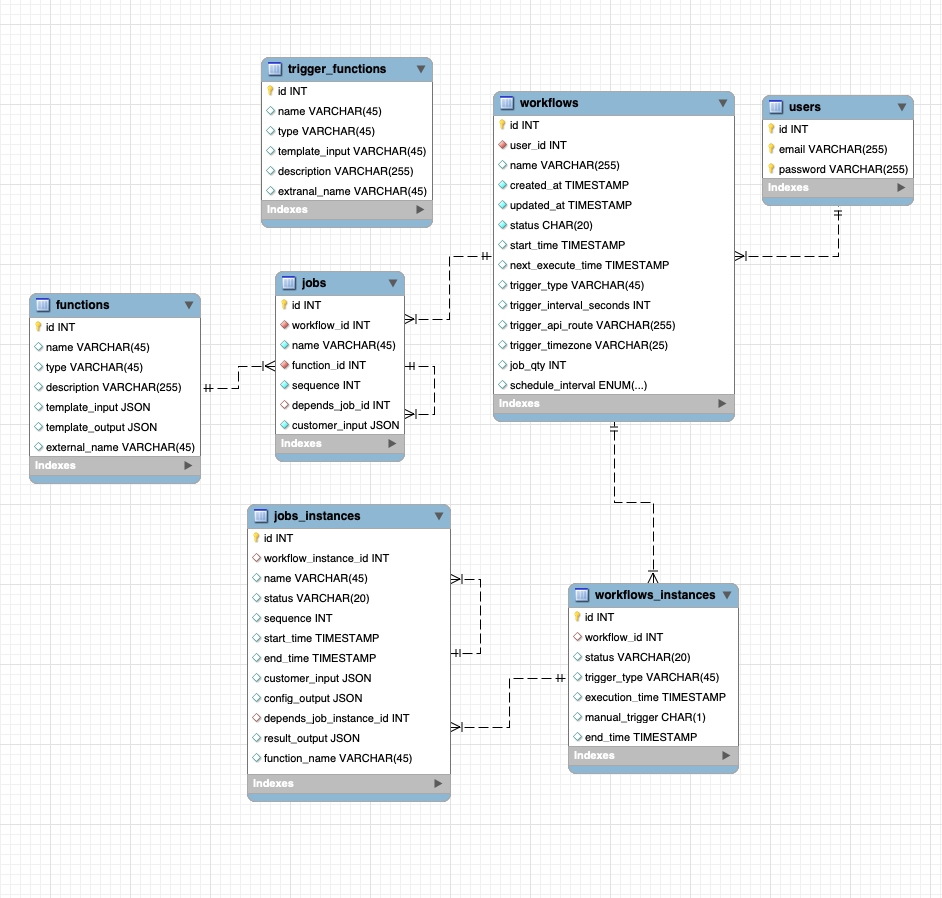 trigger_functions
id INT
name VARCHAR(45)
type VARCHAR(45)
template_input VARCHAR(45)
description VARCHAR(255)
extranal_name VARCHAR(45)
Indexes
workflows
id INT
user_id INT
name VARCHAR(255)
created_at TIMESTAMP
updated_at TIMESTAMP
status CHAR(20)
start_time TIMESTAMP
next_execute_time TIMESTAMP
trigger_type VARCHAR(45)
trigger_interval_seconds INT
trigger_api_route VARCHAR(255)
trigger_timezone VARCHAR(25)
job_qty INT
schedule_interval ENUM(...)
Indexes
users
id INT
email VARCHAR(255)
password VARCHAR(255)
Indexes
functions
id INT
name VARCHAR(45)
type VARCHAR(45)
description VARCHAR(255)
template_input JSON
template_output JSON
external_name VARCHAR(45)
Indexes
jobs
id INT
workflow_id INT
name VARCHAR(45)
function_id INT
sequence INT
depends_job_id INT
customer_input JSON
Indexes
jobs_instances
id INT
workflow_instance_id INT
name VARCHAR(45)
status VARCHAR(20)
sequence INT
start_time TIMESTAMP
end_time TIMESTAMP
customer_input JSON
config_output JSON
depends_job_instance_id INT
result_output JSON
function_name VARCHAR(45)
Indexes
workflows_instances
id INT
workflow_id INT
status VARCHAR(20)
trigger_type VARCHAR(45)
execution_time TIMESTAMP
manual_trigger CHAR(1)
end_time TIMESTAMP
Indexes